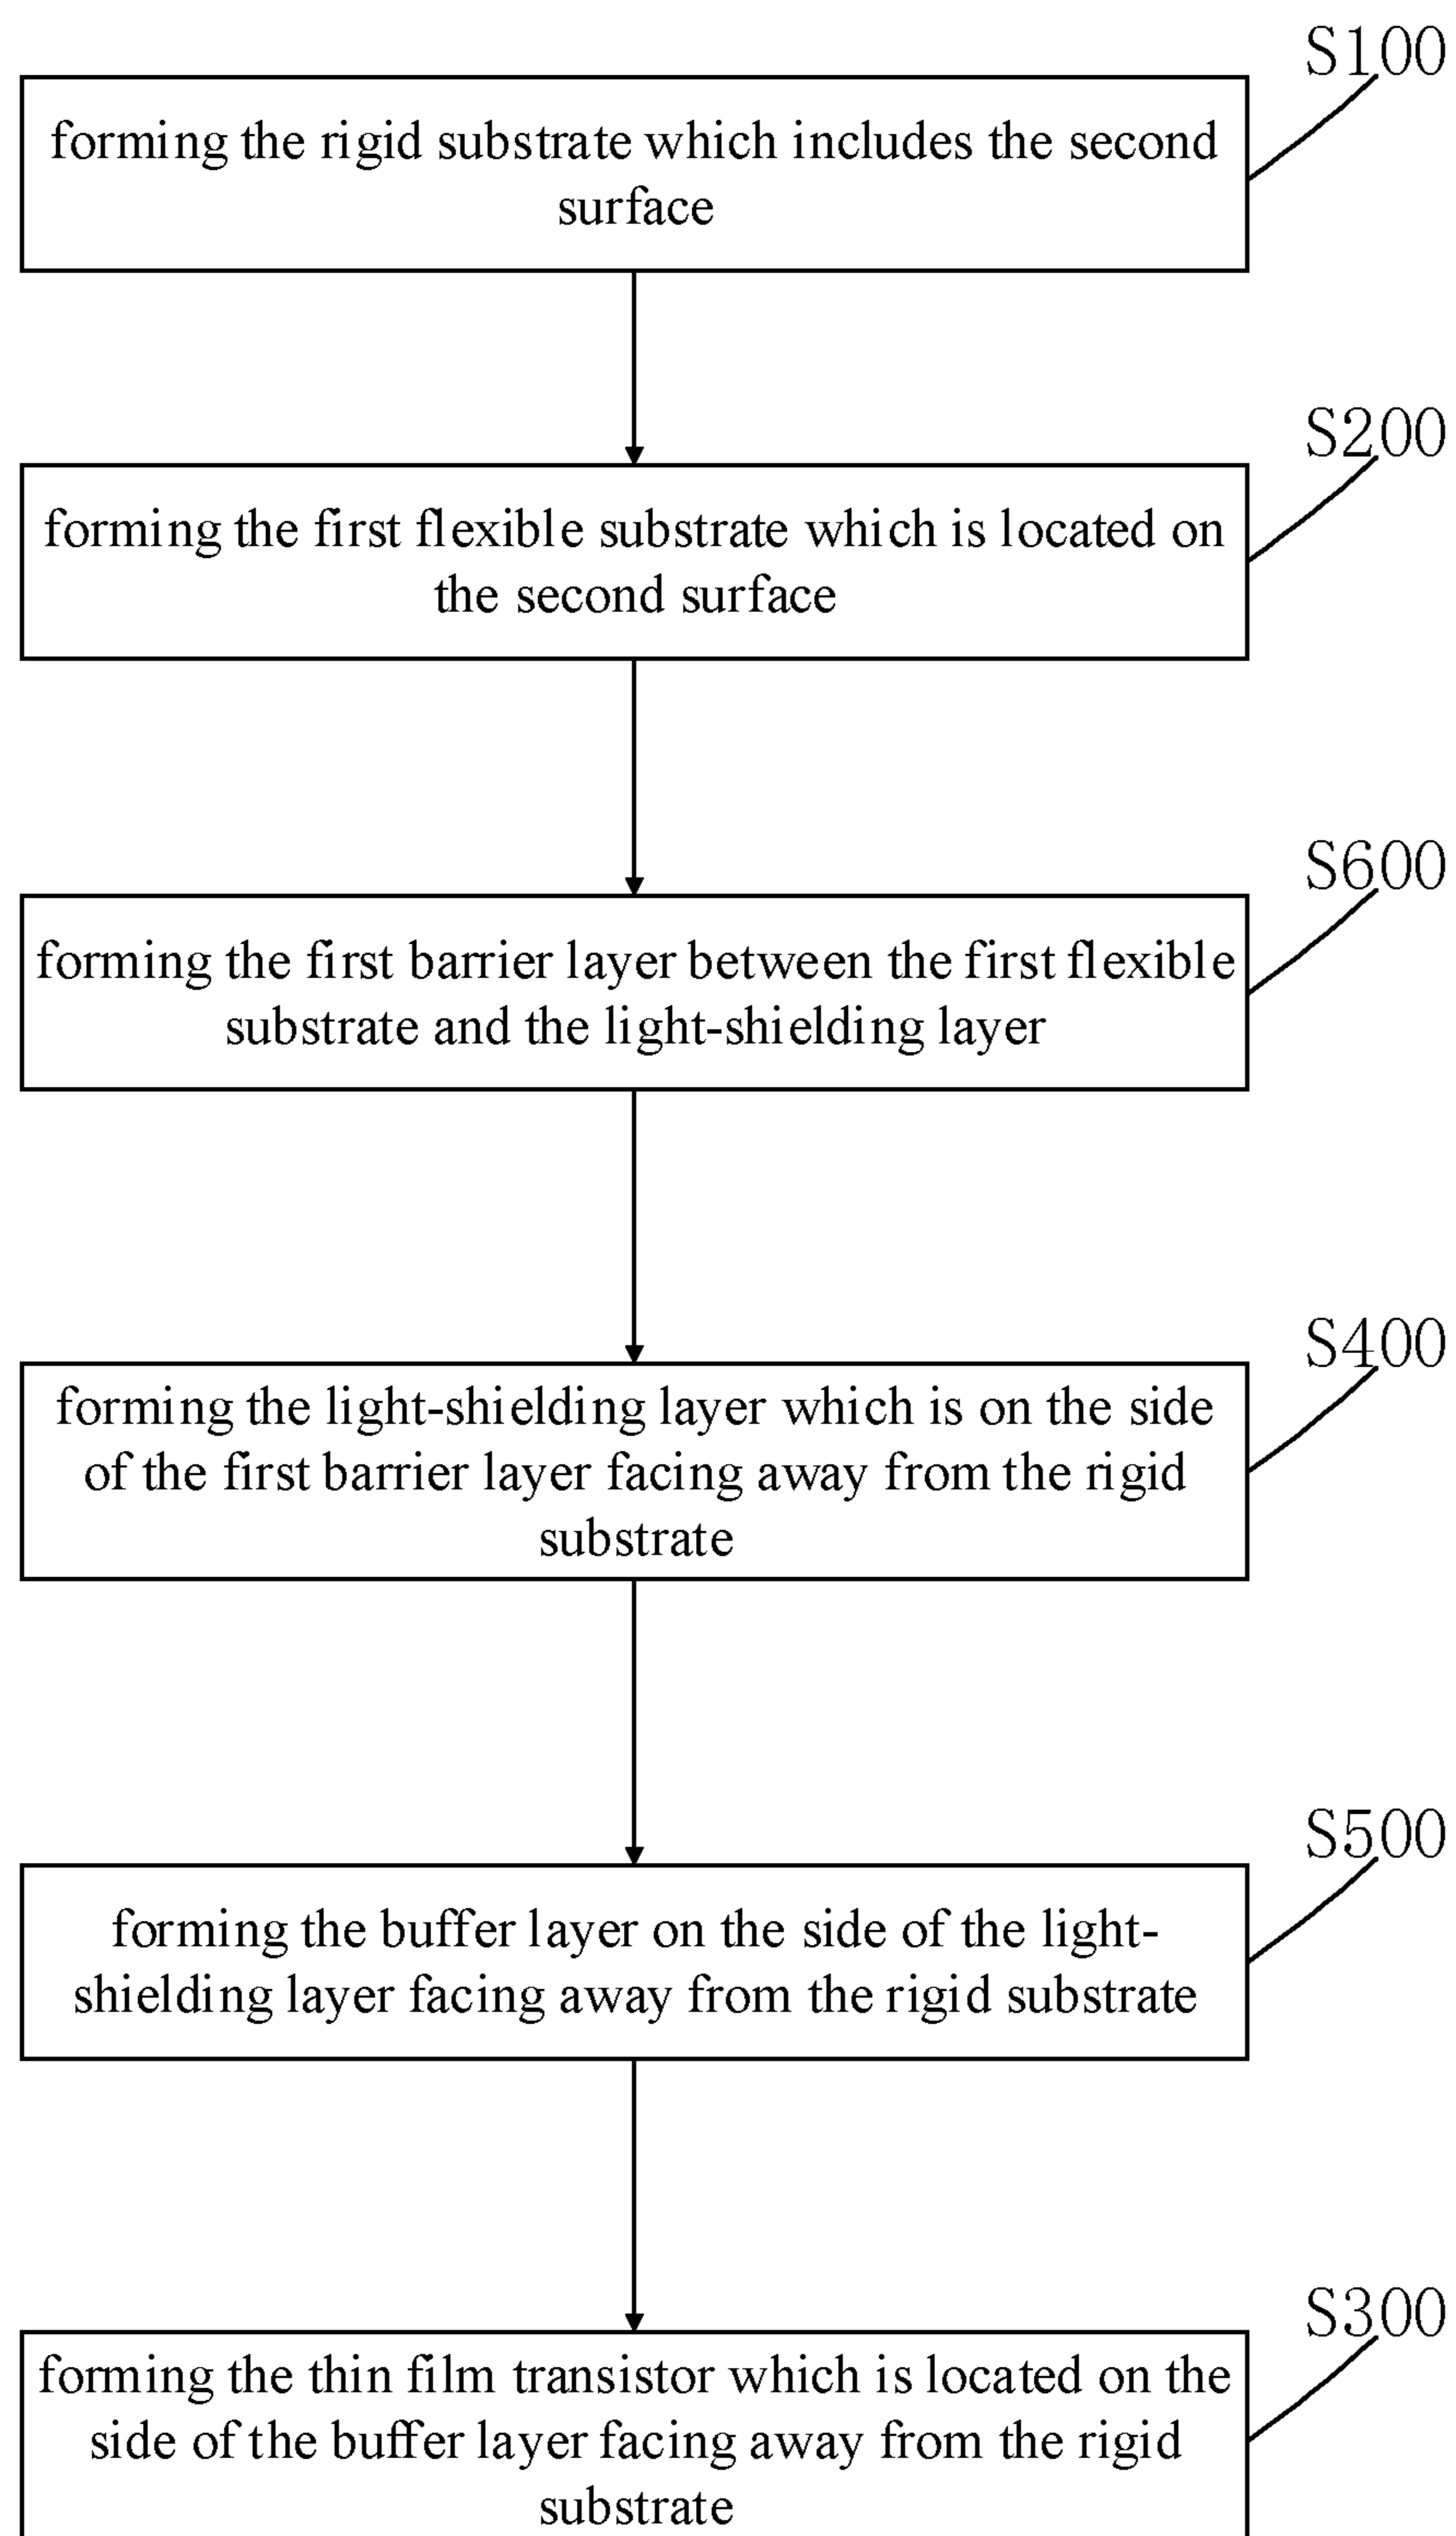 S100
forming the rigid substrate which includes the second
surface
S200
forming the first flexible substrate which is located on
the second surface
S600
forming the first barrier layer between the first flexible
substrate and the light-shielding layer
S400
forming the light-shielding layer which is on the side
of the first barrier layer facing away from the rigid
substrate
S500
forming the buffer layer on the side of the light-
shielding layer facing away from the rigid substrate
S300
forming the thin film transistor which is located on the
side of the buffer layer facing away from the rigid
substrate